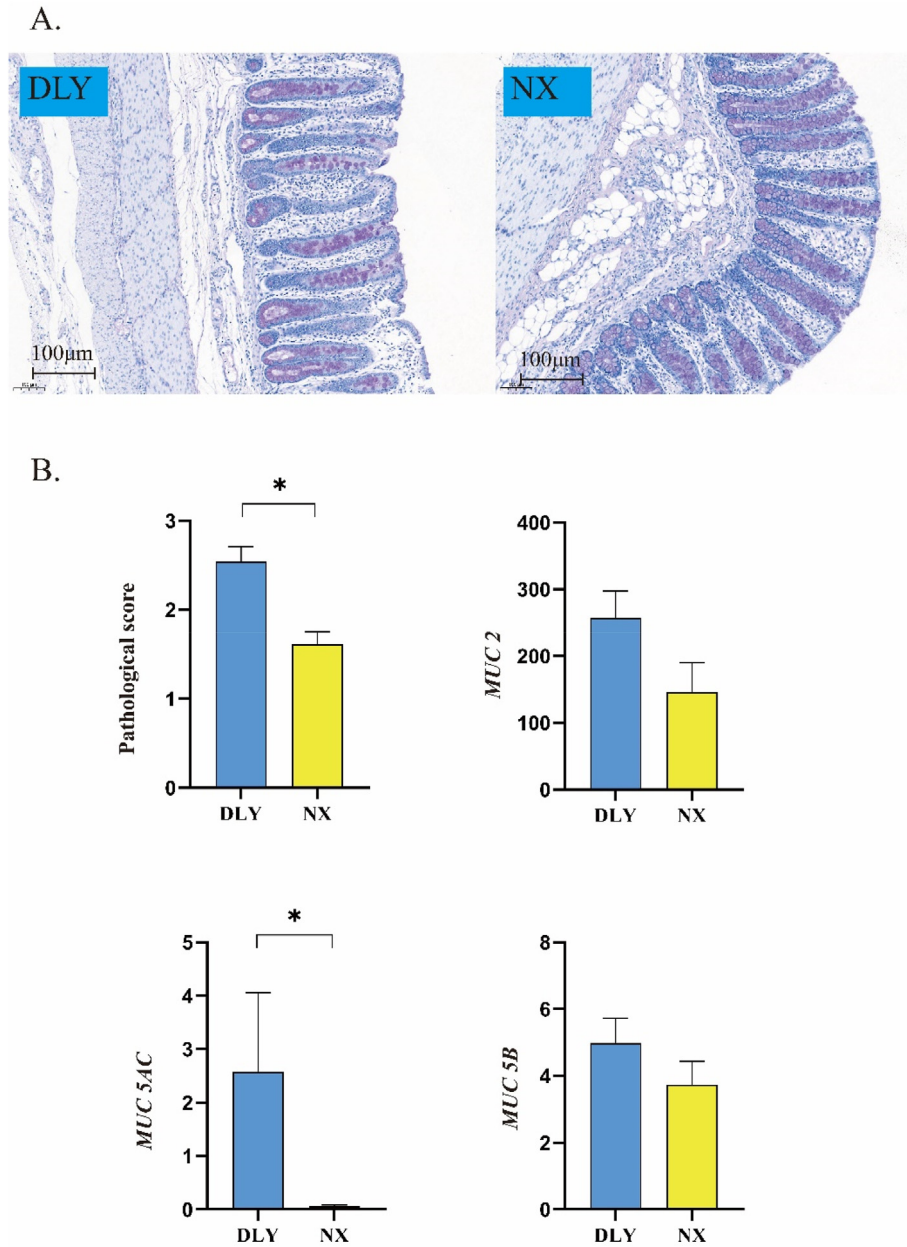 A.
DLY
NX
100μm
100μm
B.
*
3
2
1
0
Pathological score
DLY
NX
400
300
200
100
0
MUC 2
DLY
NX
*
5
4
3
2
1
0
MUC 5AC
DLY
NX
8
6
4
2
0
MUC 5B
DLY
NX